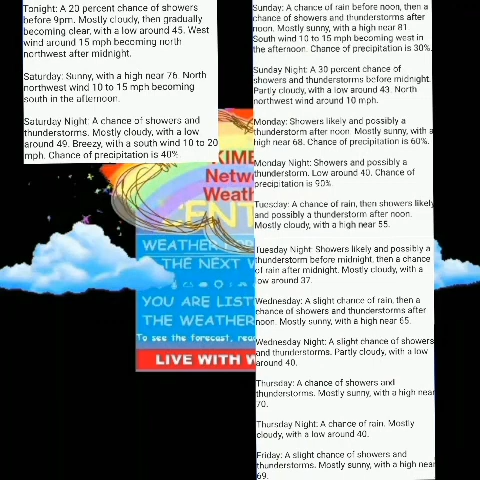 Tonight: A 20 percent chance of showers
before 9pm. Mostly cloudy, then gradually
becoming clear, with a low around 45. West
wind around 15 mph becoming north
northwest after midnight.
Saturday: Sunny, with a high near 76. North
northwest wind 10 to 15 mph becoming
south in the afternoon.
Saturday Night: A chance of showers and
thunderstorms. Mostly cloudy, with a low
around 49. Breezy, with a south wind 10 to 20
mph. Chance of precipitation is 40%.
KIME
Netw
Weath
ENT
WEATHER
THE NEXT W
YOU ARE LIST
THE WEATHER
To see the forecast, read
LIVE WITH W
Sunday: A chance of rain before noon, then a
chance of showers and thunderstorms after
noon. Mostly sunny, with a high near 81.
South wind 10 to 15 mph becoming west in
the afternoon. Chance of precipitation is 30%.
Sunday Night: A 30 percent chance of
showers and thunderstorms before midnight.
Partly cloudy, with a low around 43. North
northwest wind around 10 mph.
Monday: Showers likely and possibly a
thunderstorm after noon. Mostly sunny, with a
high near 68. Chance of precipitation is 60%.
Monday Night: Showers and possibly a
thunderstorm. Low around 40. Chance of
precipitation is 90%.
Tuesday: A chance of rain, then showers likely
and possibly a thunderstorm after noon.
Mostly cloudy, with a high near 55.
Tuesday Night: Showers likely and possibly a
thunderstorm before midnight, then a chance
of rain after midnight. Mostly cloudy, with a
low around 37.
Wednesday: A slight chance of rain, then a
chance of showers and thunderstorms after
noon. Mostly sunny, with a high near 65.
Wednesday Night: A slight chance of showers
and thunderstorms. Partly cloudy, with a low
around 40.
Thursday: A chance of showers and
thunderstorms. Mostly sunny, with a high near
70.
Thursday Night: A chance of rain. Mostly
cloudy, with a low around 40.
Friday: A slight chance of showers and
thunderstorms. Mostly sunny, with a high near
69.